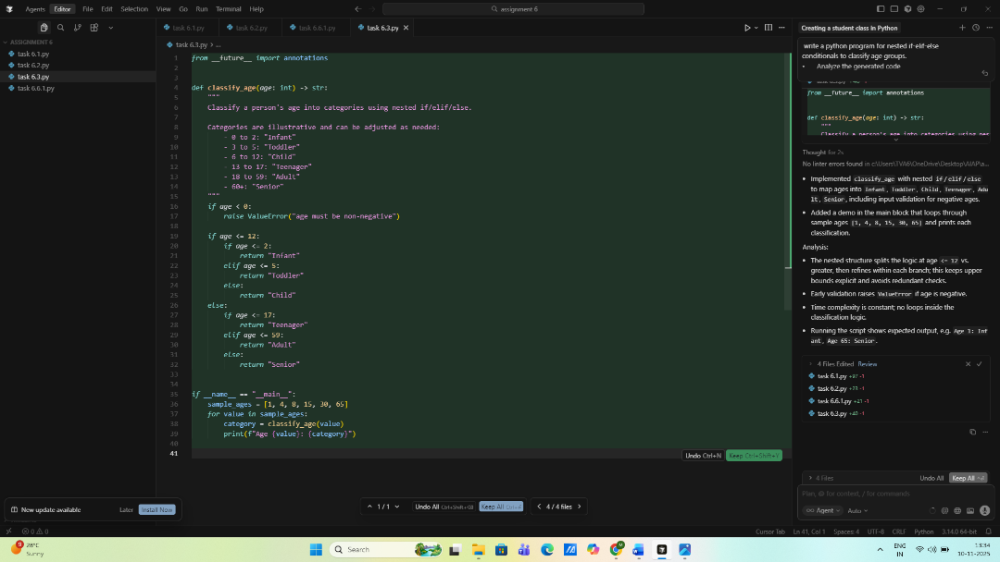 Agents Editor File Edit Selection View Go Run Terminal Help
assignment 6
task 6.1.py task 6.2.py task 6.6.1.py task 6.3.py
ASSIGNMENT 6
task 6.1.py
task 6.2.py
task 6.3.py
task 6.6.1.py
task 6.3.py > ...
1 from __future__ import annotations
2
3
4 def classify_age(age: int) -> str:
5 """
6 Classify a person's age into categories using nested if/elif/else.
7
8 Categories are illustrative and can be adjusted as needed:
9 - 0 to 2: "Infant"
10 - 3 to 5: "Toddler"
11 - 6 to 12: "Child"
12 - 13 to 17: "Teenager"
13 - 18 to 59: "Adult"
14 - 60+: "Senior"
15 """
16 if age < 0:
17 raise ValueError("age must be non-negative")
18
19 if age <= 12:
20 if age <= 2:
21 return "Infant"
22 elif age <= 5:
23 return "Toddler"
24 else:
25 return "Child"
26 else:
27 if age <= 17:
28 return "Teenager"
29 elif age <= 59:
30 return "Adult"
31 else:
32 return "Senior"
33
34
35 if __name__ == "__main__":
36 sample_ages = [1, 4, 8, 15, 30, 65]
37 for value in sample_ages:
38 category = classify_age(value)
39 print(f"Age {value}: {category}")
40
41
Undo Ctrl+N Keep Ctrl+Shift+Y
1 / 1 Undo All Keep All 4 / 4 files
New update available Later Install Now
Creating a student class in Python
write a python program for nested if-elif-else
conditionals to classify age groups.
• Analyze the generated code
from __future__ import annotations
def classify_age(age: int) -> str:
"""
Classify a person's age into categories using nes
Thought for 2s
No linter errors found in c:\Users\TVA6\OneDrive\Desktop\AIAP\a...
• Implemented classify_age with nested if/elif/else
to map ages into Infant, Toddler, Child, Teenager, Adu
lt, Senior, including input validation for negative ages.
• Added a demo in the main block that loops through
sample ages [1, 4, 8, 15, 30, 65] and prints each
classification.
Analysis:
• The nested structure splits the logic at age <= 12 vs.
greater, then refines within each branch; this keeps upper
bounds explicit and avoids redundant checks.
• Early validation raises ValueError if age is negative.
• Time complexity is constant; no loops inside the
classification logic.
• Running the script shows expected output, e.g. Age 1: Inf
ant, Age 65: Senior.
4 Files Edited Review
task 6.1.py -1
task 6.2.py -1
task 6.6.1.py +41 -1
task 6.3.py +40 -1
4 Files Undo All Keep All
Plan, @ for context, / for commands
Agent Auto
0 0 Cursor Tab Ln 41, Col 1 Spaces: 4 UTF-8 CRLF Python 3.14.0 64-bit
28°C
Sunny
Search
ENG
IN
13:34
10-11-2025